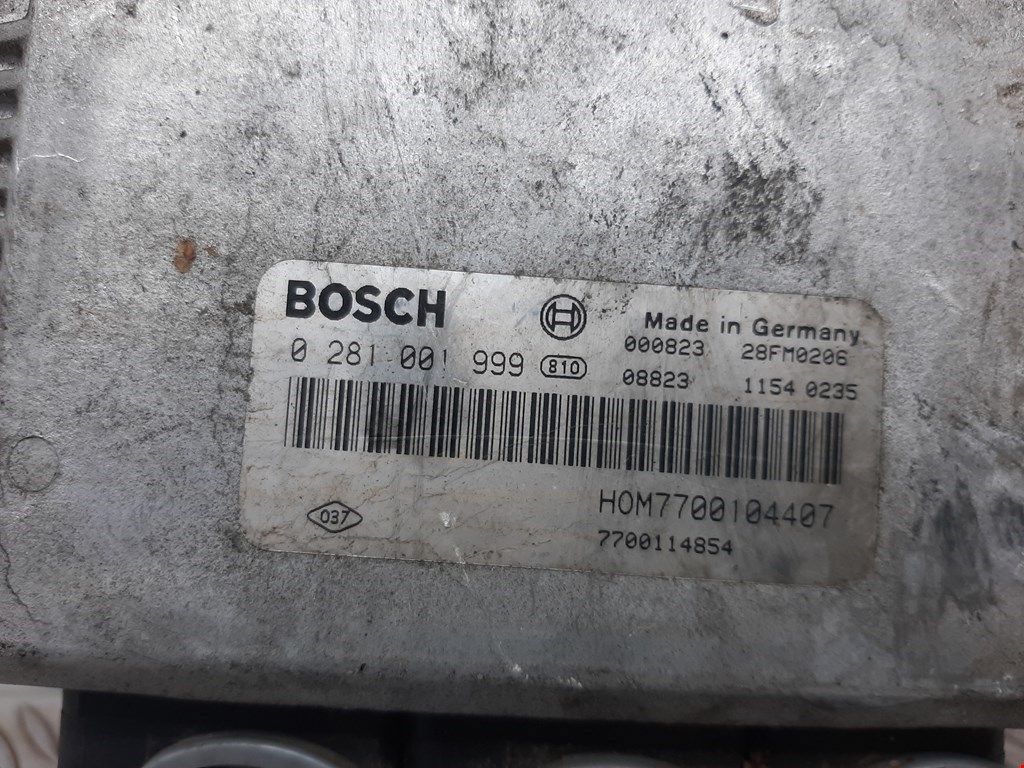 BOSCH
Made in Germany
0 281 001 999 810
000823 28FM0206
08823 1154 0235
037
HOM7700104407
7700114854